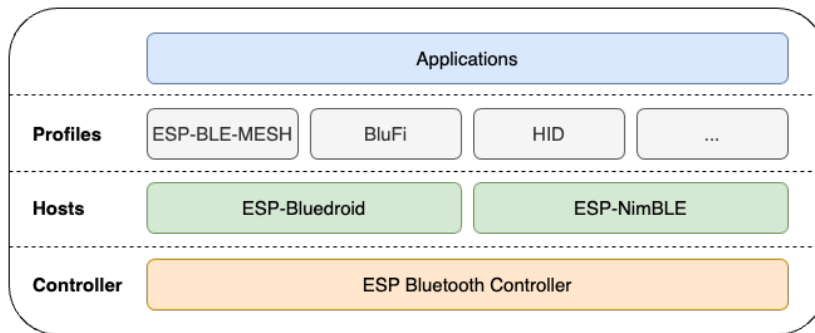 Applications
Profiles ESP-BLE-MESH BluFi HID ...
Hosts ESP-Bluedroid ESP-NimBLE
Controller ESP Bluetooth Controller